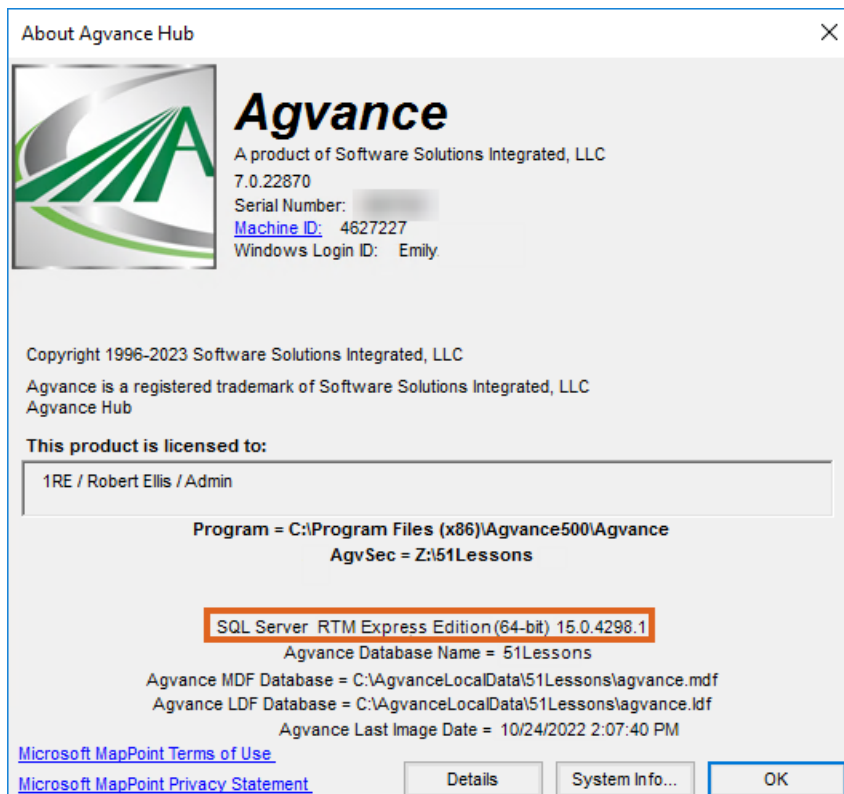 About Agvance Hub
A
Agvance
A product of Software Solutions Integrated, LLC
7.0.22870
Serial Number:
Machine ID: 4627227
Windows Login ID: Emily
Copyright 1996-2023 Software Solutions Integrated, LLC
Agvance is a registered trademark of Software Solutions Integrated, LLC
Agvance Hub
This product is licensed to:
1RE / Robert Ellis / Admin
Program = C:\Program Files (x86)\Agvance500\Agvance
AgvSec = Z:\51Lessons
SQL Server RTM Express Edition (64-bit) 15.0.4298.1
Agvance Database Name = 51Lessons
Agvance MDF Database = C:\AgvanceLocalData\51Lessons\agvance.mdf
Agvance LDF Database = C:\AgvanceLocalData\51Lessons\agvance.ldf
Agvance Last Image Date = 10/24/2022 2:07:40 PM
Microsoft MapPoint Terms of Use
Microsoft MapPoint Privacy Statement
Details
System Info...
OK